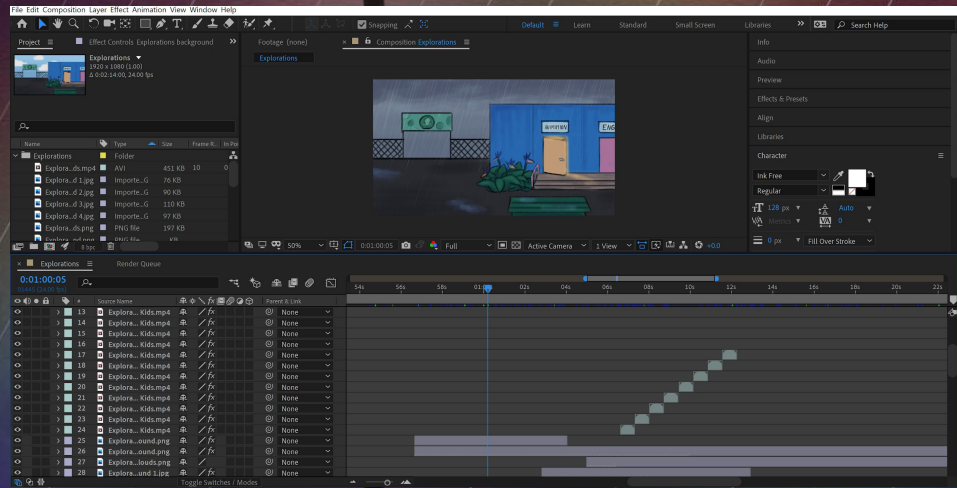 File Edit Composition Layer Effect Animation View Window Help
Snapping
Default
Learn
Standard
Small Screen
Libraries
Search Help
Project
Effect Controls Explorations background
Footage (none)
Composition Explorations
Info
Explorations
1920 x 1080 (1.00)
Δ 0:02:14:00, 24.00 fps
Explorations
Audio
Preview
Effects & Presets
Align
Libraries
Character
Name Type Size Frame R.. In Poi
Explorations Folder
Explora...ds.mp4 AVI 451 KB 10 0
Explora...d 1.jpg Importe...G 76 KB
Explora...d 2.jpg Importe...G 90 KB
Explora...d 3.jpg Importe...G 110 KB
Explora...d 4.jpg Importe...G 97 KB
Explora...ds.png PNG file 197 KB
PNG file KB
8 bpc
ENG
Ink Free
Regular
128 px Auto
Metrics 0
0 px Fill Over Stroke
50% 0:01:00:05 Full Active Camera 1 View +0.0
Explorations
Render Queue
0:01:00:05
54s 56s 58s 01: 02s 04s 06s 08s 10s 12s 14s 16s 18s 20s 22s
# Source Name Parent & Link
13 Explora... Kids.mp4 None
14 Explora... Kids.mp4 None
15 Explora... Kids.mp4 None
16 Explora... Kids.mp4 None
17 Explora... Kids.mp4 None
18 Explora... Kids.mp4 None
19 Explora... Kids.mp4 None
20 Explora... Kids.mp4 None
21 Explora... Kids.mp4 None
22 Explora... Kids.mp4 None
23 Explora... Kids.mp4 None
24 Explora... Kids.mp4 None
25 Explora...ound.png None
26 Explora...ound.png None
27 Explora...louds.png None
28 Explora...und 1.jpg None
Toggle Switches / Modes